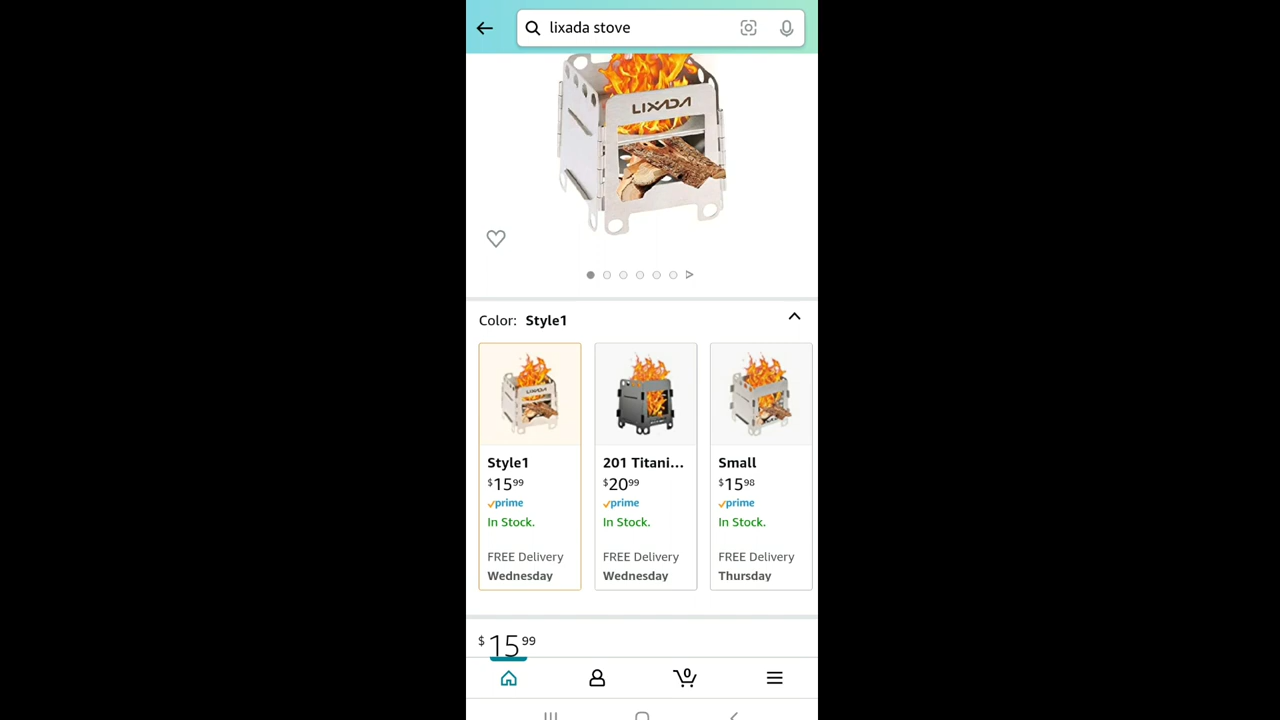 lixada stove
LIXADA
Color: Style1
LIXADA
Style1
$15.99
prime
In Stock.
FREE Delivery
Wednesday
201 Titani...
$20.99
prime
In Stock.
FREE Delivery
Wednesday
Small
$15.98
prime
In Stock.
FREE Delivery
Thursday
$15.99
0